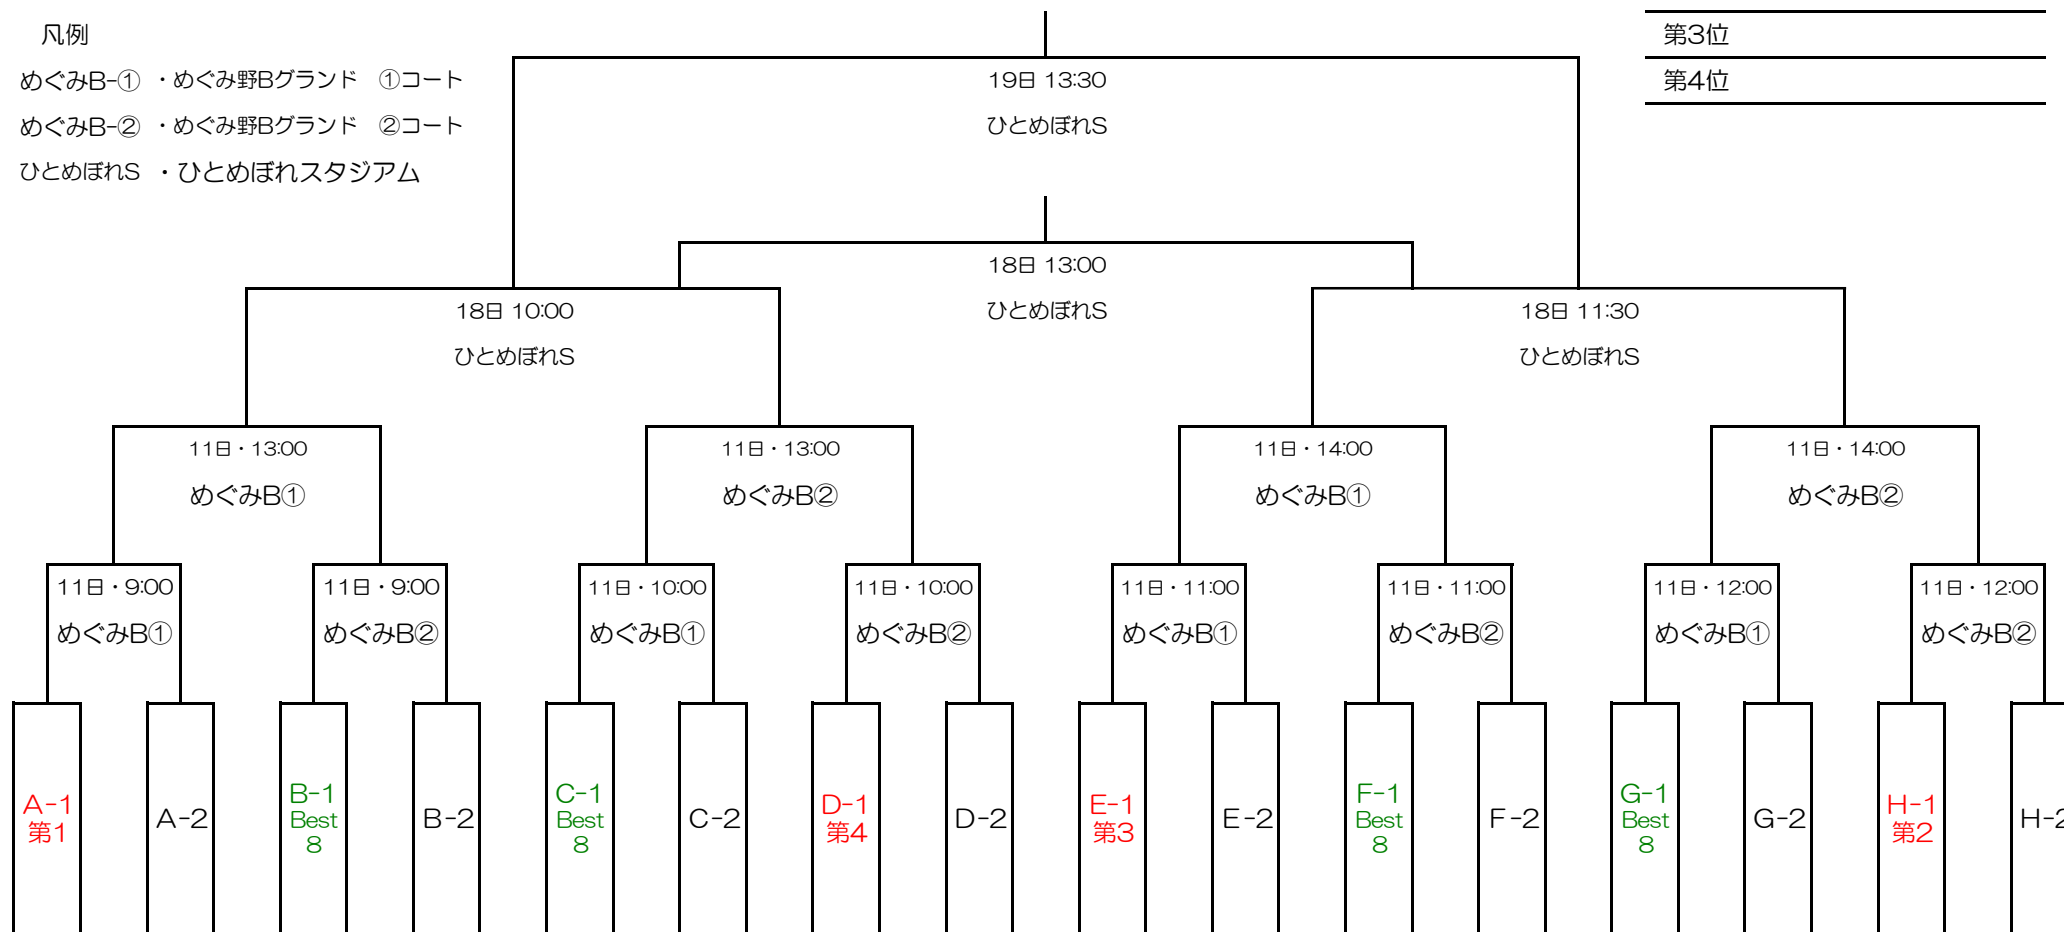 凡例
めぐみB-① ・めぐみ野Bグランド ①コート
めぐみB-② ・めぐみ野Bグランド ②コート
ひとめぼれS ・ひとめぼれスタジアム
第3位
第4位
19日 13:30
ひとめぼれS
18日 13:00
ひとめぼれS
18日 10:00
ひとめぼれS
18日 11:30
ひとめぼれS
11日・13:00
めぐみB①
11日・13:00
めぐみB②
11日・14:00
めぐみB①
11日・14:00
めぐみB②
11日・9:00
めぐみB①
11日・9:00
めぐみB②
11日・10:00
めぐみB①
11日・10:00
めぐみB②
11日・11:00
めぐみB①
11日・11:00
めぐみB②
11日・12:00
めぐみB①
11日・12:00
めぐみB②
A-1
第1
A-2
B-1
Best
8
B-2
C-1
Best
8
C-2
D-1
第4
D-2
E-1
第3
E-2
F-1
Best
8
F-2
G-1
Best
8
G-2
H-1
第2
H-2